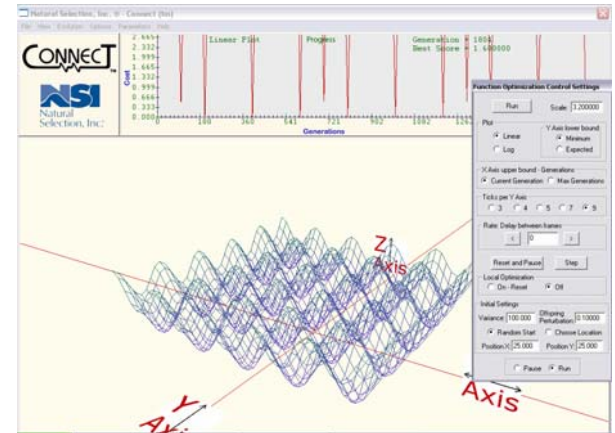 Natural Selection, Inc. ® - Connect (tm)
File View Evolution Options Parameters Help
CONNECT
TM
NSI
Natural
Selection, Inc.
Linear Plot Progress Generation = 1804
Best Score = 1.600000
Cost
2.665
2.332
1.999
1.665
1.332
0.999
0.666
0.333
0.000
Generations
Function Optimization Control Settings
Run Scale: 3.200000
Plot
Linear
Log
Y Axis lower bound
Minimum
Expected
X Axis upper bound - Generations
Current Generation Max Generations
Ticks per Y Axis
3 4 5 7 9
Rate: Delay between frames
< 0 >
Reset and Pause Step
Local Optimization
On - Reset Off
Initial Settings
Variance: 100.000 Offspring Perturbation: 0.10000
Random Start Choose Location
Position X: 25.000 Position Y: 25.000
Pause Run
Z
Axis
Y
Axis
Axis